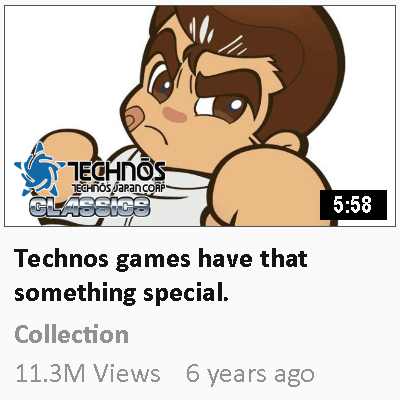 TECHNŌS
TECHNŌS JAPAN CORP
CLASSICS
5:58
Technos games have that
something special.
Collection
11.3M Views 6 years ago